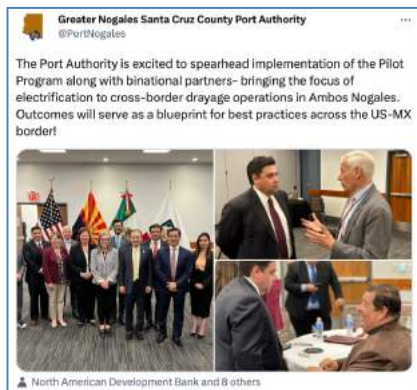 Greater Nogales Santa Cruz County Port Authority
@PortNogales
The Port Authority is excited to spearhead implementation of the Pilot
Program along with binational partners- bringing the focus of
electrification to cross-border drayage operations in Ambos Nogales.
Outcomes will serve as a blueprint for best practices across the US-MX
border!
North American Development Bank and 8 others